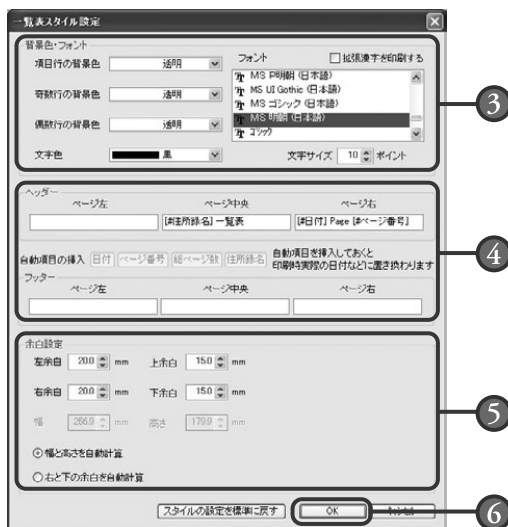 一覧表スタイル設定
背景色・フォント
項目行の背景色 透明
奇数行の背景色 透明
偶数行の背景色 透明
文字色 黒
フォント □拡張漢字を印刷する
MS P明朝 (日本語)
MS UI Gothic (日本語)
MS ゴシック (日本語)
MS 明朝 (日本語)
ゴシック
文字サイズ 10 ポイント
3
ヘッダー
ページ左 ページ中央 ページ右
[#住所録名] 一覧表 [#日付] Page [#ページ番号]
自動項目の挿入 日付 ページ番号 総ページ数 住所録名 自動項目を挿入しておくと
印刷時実際の日付などに置き換わります
4
フッター
ページ左 ページ中央 ページ右
余白設定
左余白 20.0 mm 上余白 15.0 mm
右余白 20.0 mm 下余白 15.0 mm
幅 256.9 mm 高さ 179.9 mm
5
幅と高さを自動計算
右と下の余白を自動計算
スタイルの設定を標準に戻す OK
6